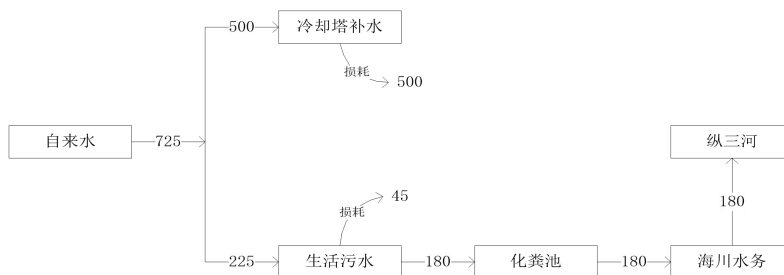 500
冷却塔补水
损耗
500
自来水
725
纵三河
损耗
45
180
225
生活污水
180
化粪池
180
海川水务